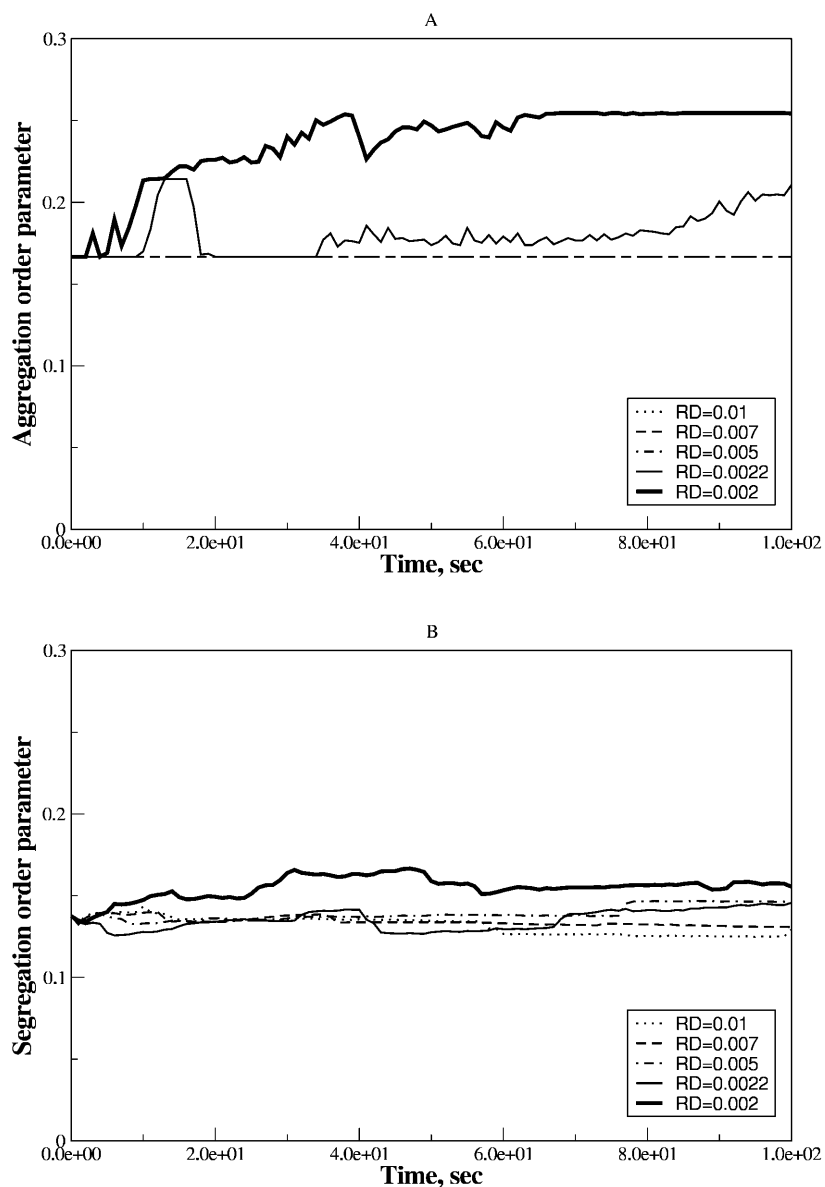 A
Aggregation order parameter
0.3
0.2
0.1
0
RD=0.01
RD=0.007
RD=0.005
RD=0.0022
RD=0.002
0.0e+00 2.0e+01 4.0e+01 6.0e+01 8.0e+01 1.0e+02
Time, sec
B
Segregation order parameter
0.3
0.2
0.1
0
RD=0.01
RD=0.007
RD=0.005
RD=0.0022
RD=0.002
0.0e+00 2.0e+01 4.0e+01 6.0e+01 8.0e+01 1.0e+02
Time, sec